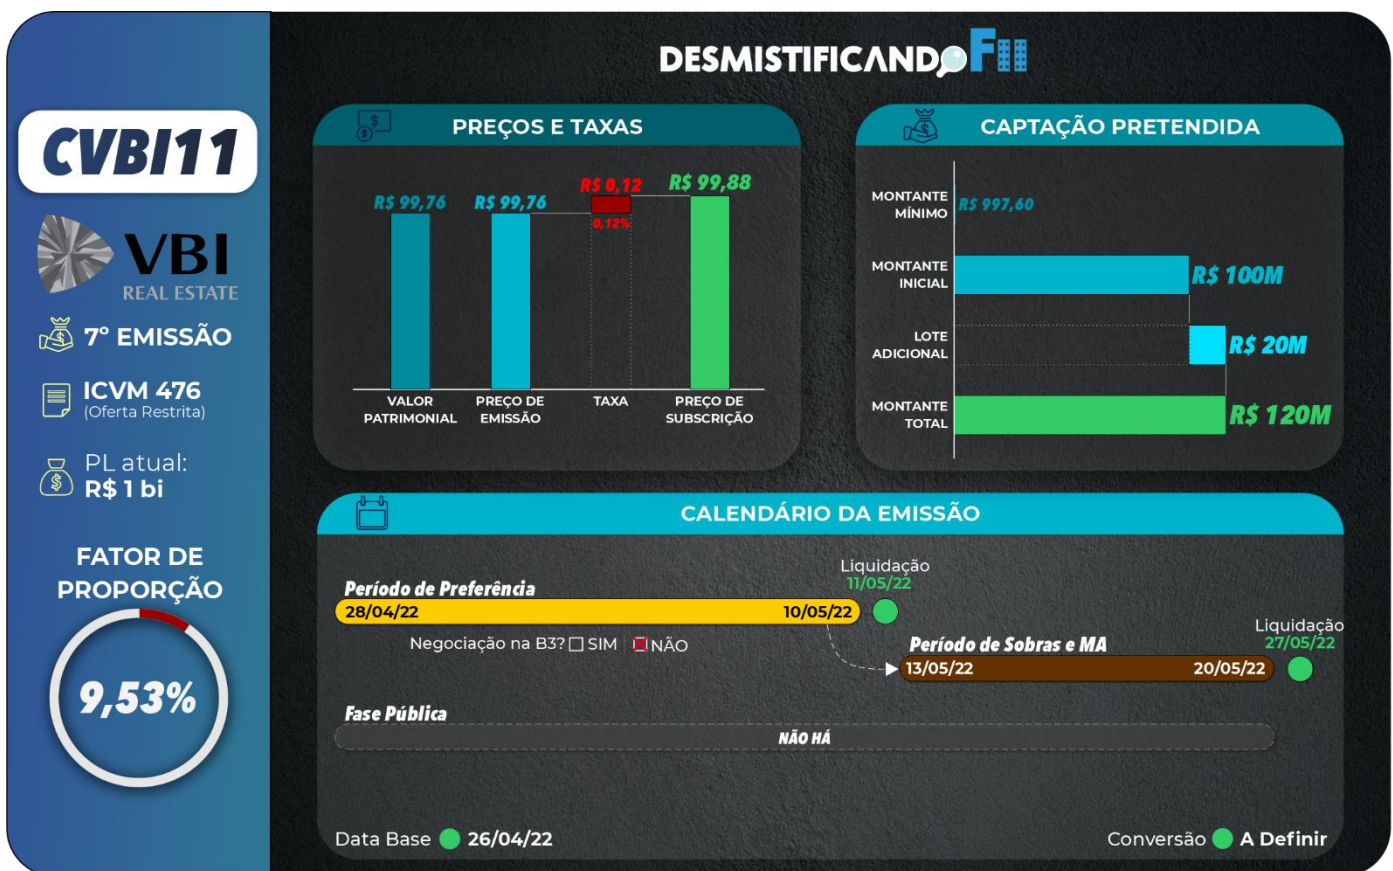 DESMISTIFICANDO FII
CVBI11
VBI
REAL ESTATE
7º EMISSÃO
ICVM 476
(Oferta Restrita)
PL atual:
R$ 1 bi
FATOR DE
PROPORÇÃO
9,53%
PREÇOS E TAXAS
R$ 99,76
R$ 99,76
R$ 0,12
R$ 99,88
0,12%
VALOR
PATRIMONIAL
PREÇO DE
EMISSÃO
TAXA
PREÇO DE
SUBSCRIÇÃO
CAPTAÇÃO PRETENDIDA
MONTANTE
MÍNIMO
R$ 997,60
MONTANTE
INICIAL
R$ 100M
LOTE
ADICIONAL
R$ 20M
MONTANTE
TOTAL
R$ 120M
CALENDÁRIO DA EMISSÃO
Período de Preferência
28/04/22
10/05/22
Liquidação
11/05/22
Negociação na B3? SIM NÃO
Período de Sobras e MA
13/05/22
20/05/22
Liquidação
27/05/22
Fase Pública
NÃO HÁ
Data Base 26/04/22
Conversão A Definir